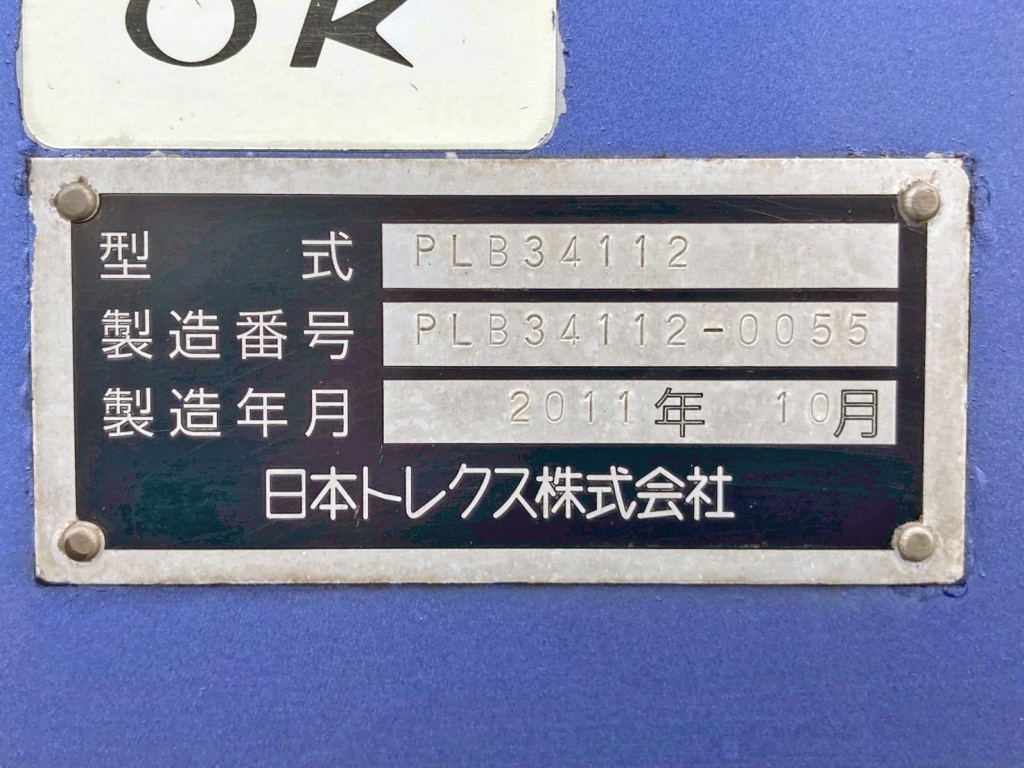 OK
型式 PLB34112
製造番号 PLB34112-0055
製造年月 2011年 10月
日本トレクス株式会社